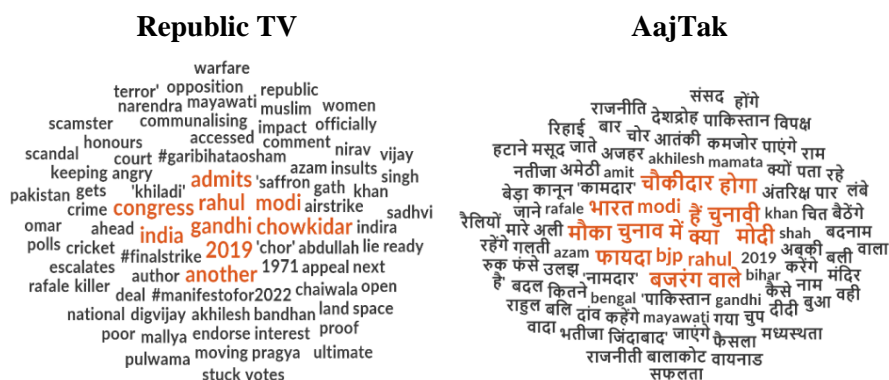 Republic TV
warfare
terror' opposition republic
narendra mayawati muslim women
scamster communalising impact officially
honours accessed comment nirav
scandal court #garibihataosham vijay
keeping angry azam insults singh
pakistan gets 'khiladi' admits 'saffron gath khan
crime congress rahul modi airstrike sadhvi
omar ahead india gandhi chowkidar indira
polls cricket 2019 'chor' abdullah lie ready
escalates #finalstrike another 1971 appeal next
rafale killer author
deal #manifestofor2022 chaiwala open
national digvijay akhilesh bandhan land space
poor mallya endorse interest proof
pulwama moving pragya ultimate
stuck votes
AajTak
संसद होंगे
राजनीति देशद्रोह पाकिस्तान विपक्ष
रिहाई बार चोर आतंकी कमजोर पाएंगे राम
हटाने मसूद जाते अजहर akhilesh mamata क्यों पता रहे
नतीजा अमेठी amit चौकीदार होगा अंतरिक्ष पार लंबे
बेड़ा कानून 'कामदार'
जाने rafale भारत modi हैं चुनावी khan चित बैठेंगे
रैलियों मारे अली मौका चुनाव में क्या मोदी shah बदनाम
रहेंगे गलती azam फायदा bjp rahul 2019 अबकी बली वाला
रुक फंसे उलझ 'नामदार' बजरंग वाले bihar करेंगे मंदिर
है' बदल कितने bengal 'पाकिस्तान gandhi कैसे नाम
राहुल बलि दांव कहेंगे mayawati गया चुप दीदी बुआ वही
वादा भतीजा जिंदाबाद' जाएंगे फैसला मध्यस्थता
राजनीती बालाकोट वायनाड
सफलता